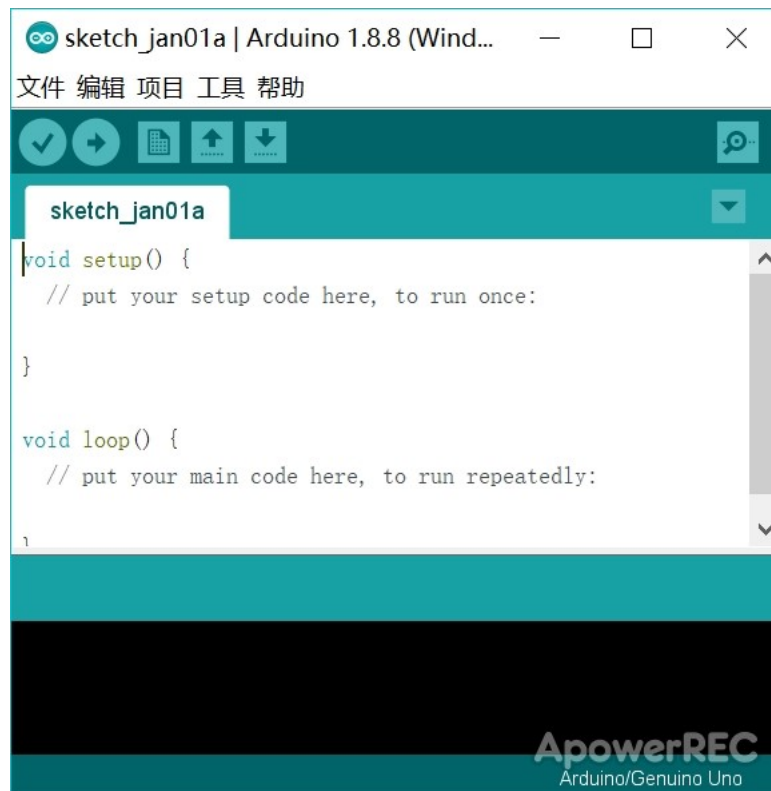 sketch_jan01a | Arduino 1.8.8 (Wind...
文件 编辑 项目 工具 帮助
sketch_jan01a
void setup() {
  // put your setup code here, to run once:
}
void loop() {
  // put your main code here, to run repeatedly:
ApowerREC
Arduino/Genuino Uno